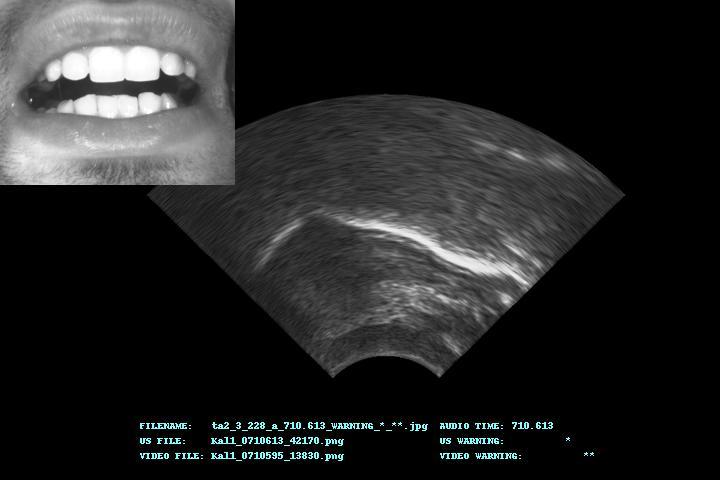 FILENAME: ta2_3_228_a_710.613_WARNING_*_**.jpg AUDIO TIME: 710.613
US FILE: Kal1_0710613_42170.png US WARNING: *
VIDEO FILE: Kal1_0710595_13830.png VIDEO WARNING: **